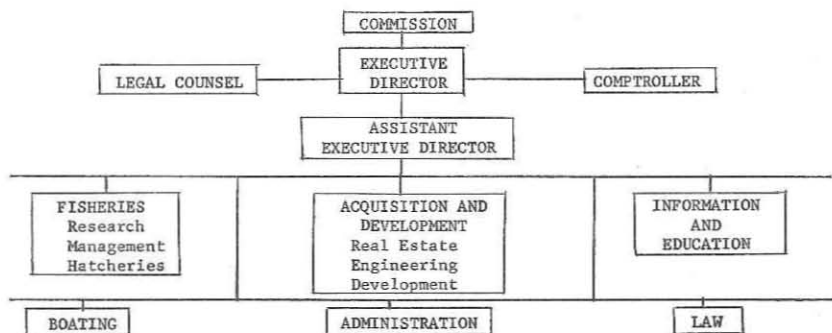 COMMISSION
EXECUTIVE
DIRECTOR
LEGAL COUNSEL
COMPTROLLER
ASSISTANT
EXECUTIVE DIRECTOR
FISHERIES
Research
Management
Hatcheries
ACQUISITION AND
DEVELOPMENT
Real Estate
Engineering
Development
INFORMATION
AND
EDUCATION
BOATING
ADMINISTRATION
LAW